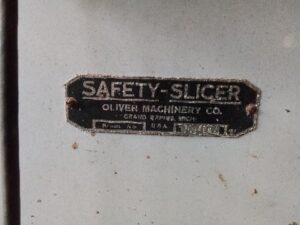 SAFETY-SLICER
OLIVER MACHINERY CO.
GRAND RAPIDS, MICH.
U.S.A.